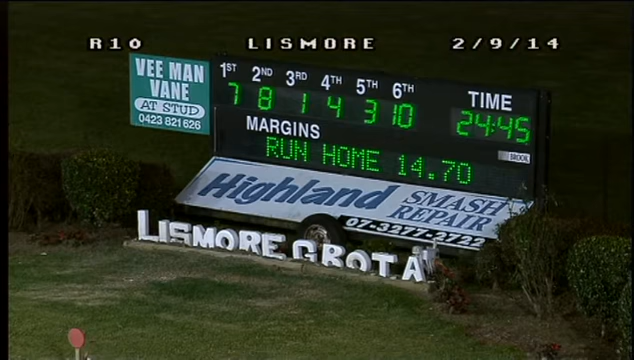 R10 LISMORE 2/9/14
VEE MAN
VANE
AT STUD
0423 821 626
1ST 2ND 3RD 4TH 5TH 6TH
7 8 1 4 3 10
TIME
24:45
MARGINS
RUN HOME 14.70
BROOK
Highland
SMASH
REPAIR
07-3277-2722
LISMORE GROTA